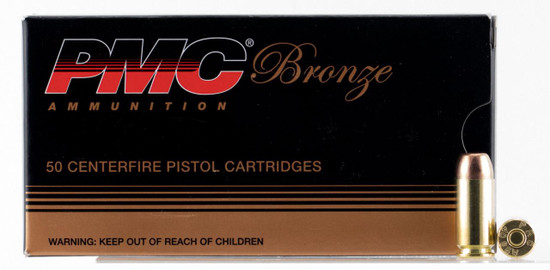 PMC® Bronze
AMMUNITION
50 CENTERFIRE PISTOL CARTRIDGES
WARNING: KEEP OUT OF REACH OF CHILDREN